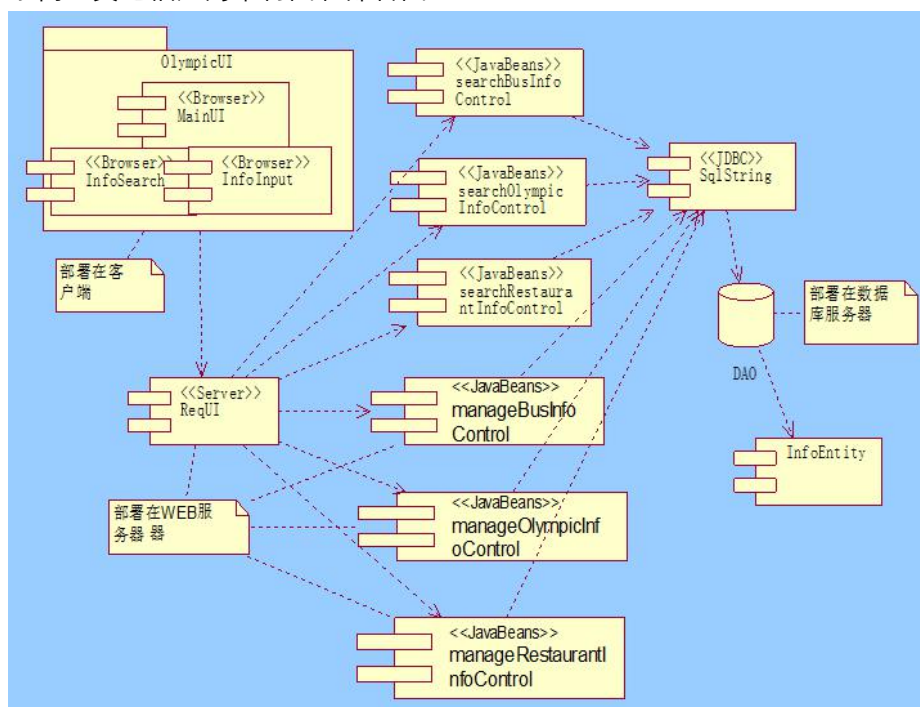 OlympicUI
<<Browser>>
MainUI
<<Browser>>
InfoSearch
<<Browser>>
InfoInput
部署在客
户端
<<JavaBeans>>
searchBusInfo
Control
<<JavaBeans>>
searchOlympic
InfoControl
<<JavaBeans>>
searchRestaura
ntInfoControl
<<JDBC>>
SqlString
部署在数据
库服务器
DAO
InfoEntity
<<Server>>
ReqUI
<<JavaBeans>>
manageBusInfo
Control
部署在WEB服
务器 器
<<JavaBeans>>
manageOlympicInf
oControl
<<JavaBeans>>
manageRestaurantI
nfoControl